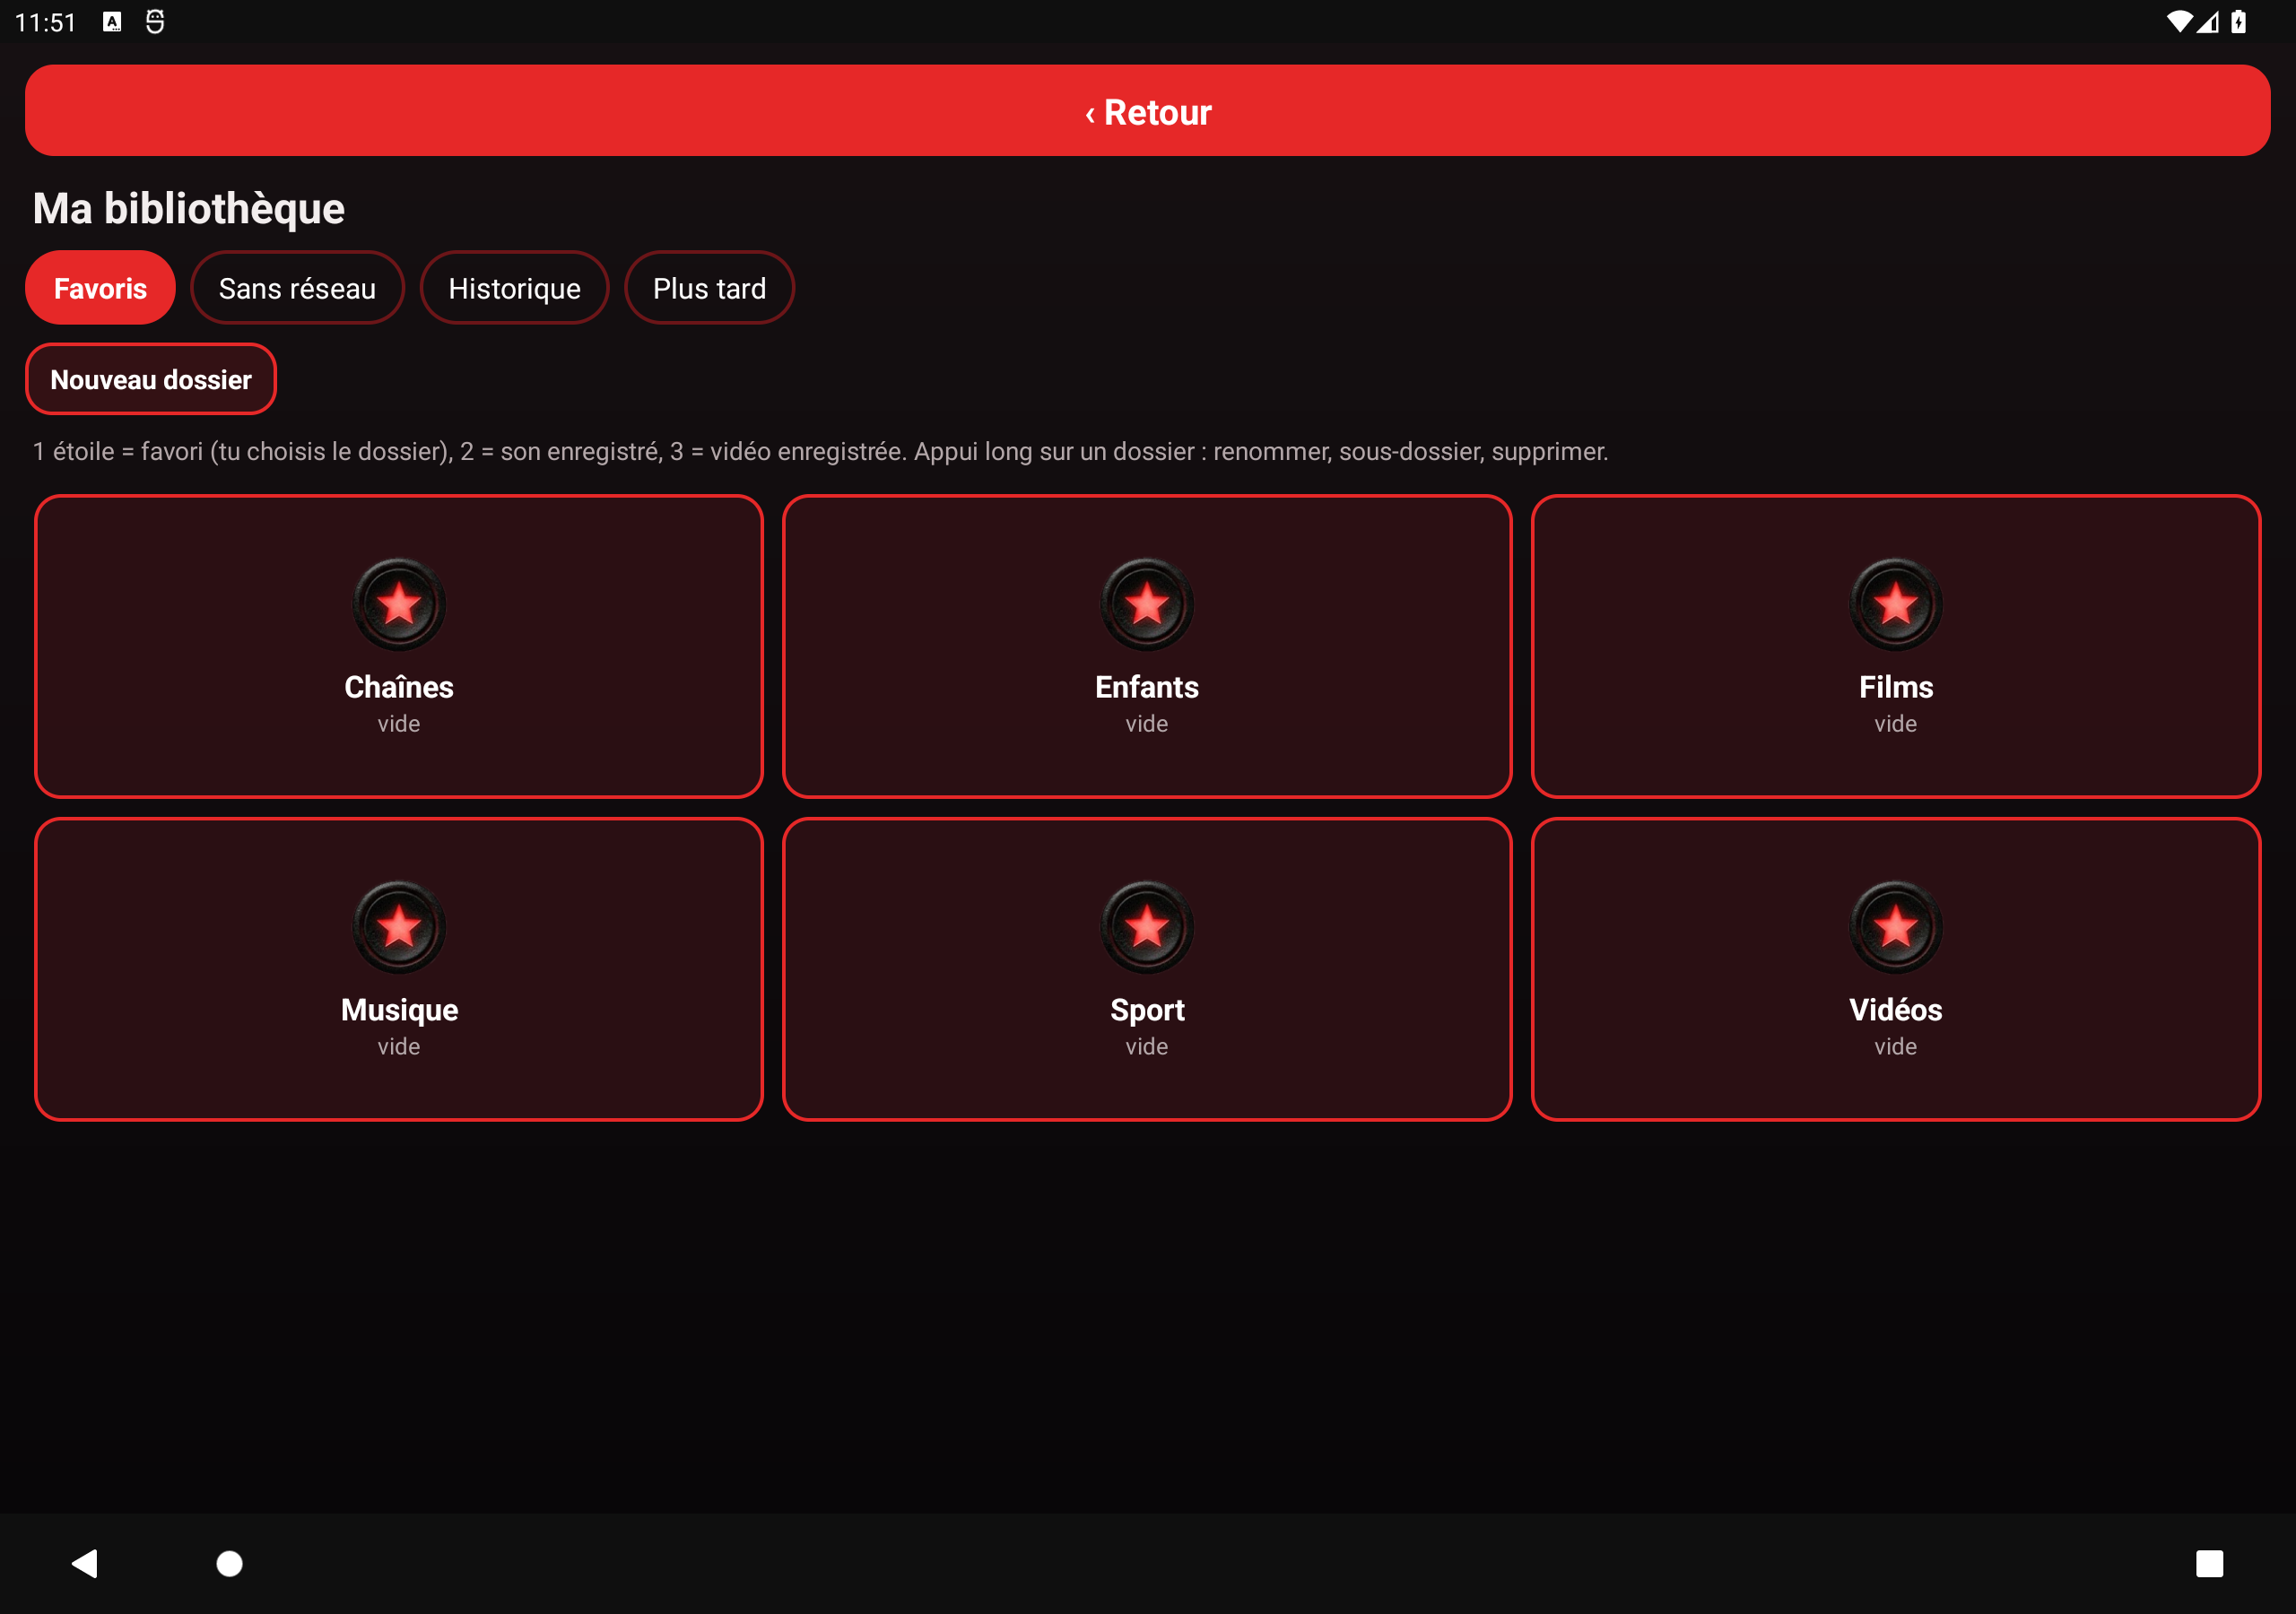 11:51
‹ Retour
Ma bibliothèque
Favoris
Sans réseau
Historique
Plus tard
Nouveau dossier
1 étoile = favori (tu choisis le dossier), 2 = son enregistré, 3 = vidéo enregistrée. Appui long sur un dossier : renommer, sous-dossier, supprimer.
Chaînes
vide
Enfants
vide
Films
vide
Musique
vide
Sport
vide
Vidéos
vide